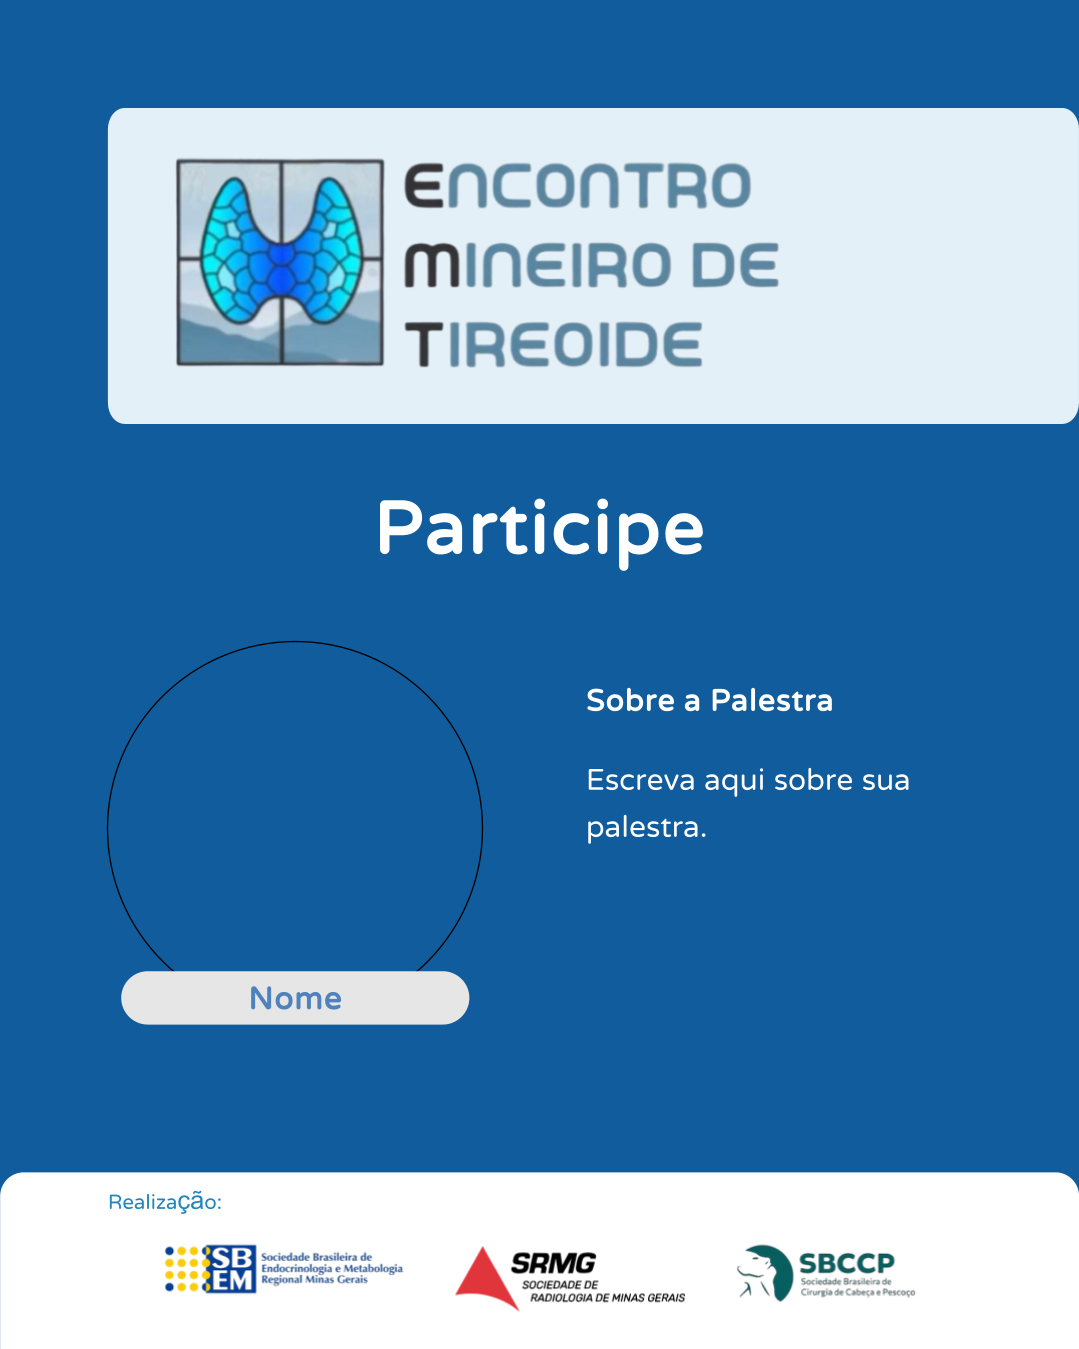 ENCONTRO
MINEIRO DE
TIREOIDE
Participe
Sobre a Palestra
Escreva aqui sobre sua
palestra.
Nome
Realização:
SB
EM
Sociedade Brasileira de
Endocrinologia e Metabologia
Regional Minas Gerais
SRMG
SOCIEDADE DE
RADIOLOGIA DE MINAS GERAIS
SBCCP
Sociedade Brasileira de
Cirurgia de Cabeça e Pescoço